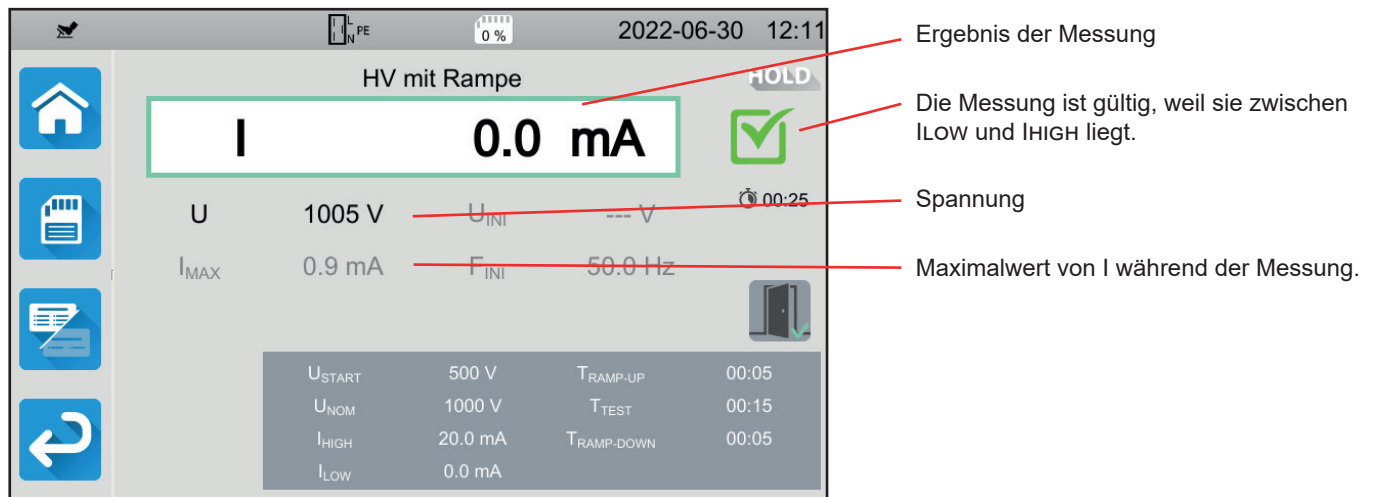 L
N PE
0 %
2022-06-30 12:11
HV mit Rampe
HOLD
I 0.0 mA
00:25
U 1005 V UINI --- V
IMAX 0.9 mA FINI 50.0 Hz
USTART 500 V TRAMP-UP 00:05
UNOM 1000 V TTEST 00:15
IHIGH 20.0 mA TRAMP-DOWN 00:05
ILOW 0.0 mA
Ergebnis der Messung
Die Messung ist gültig, weil sie zwischen
ILOW und IHIGH liegt.
Spannung
Maximalwert von I während der Messung.